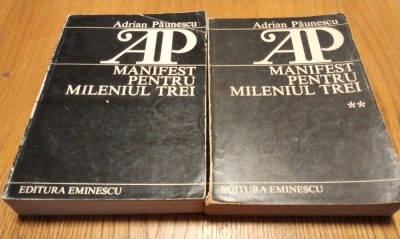 Adrian Păunescu
AP
MANIFEST
PENTRU
MILENIUL TREI
EDITURA EMINESCU
Adrian Păunescu
AP
MANIFEST
PENTRU
MILENIUL TREI
**
EDITURA EMINESCU